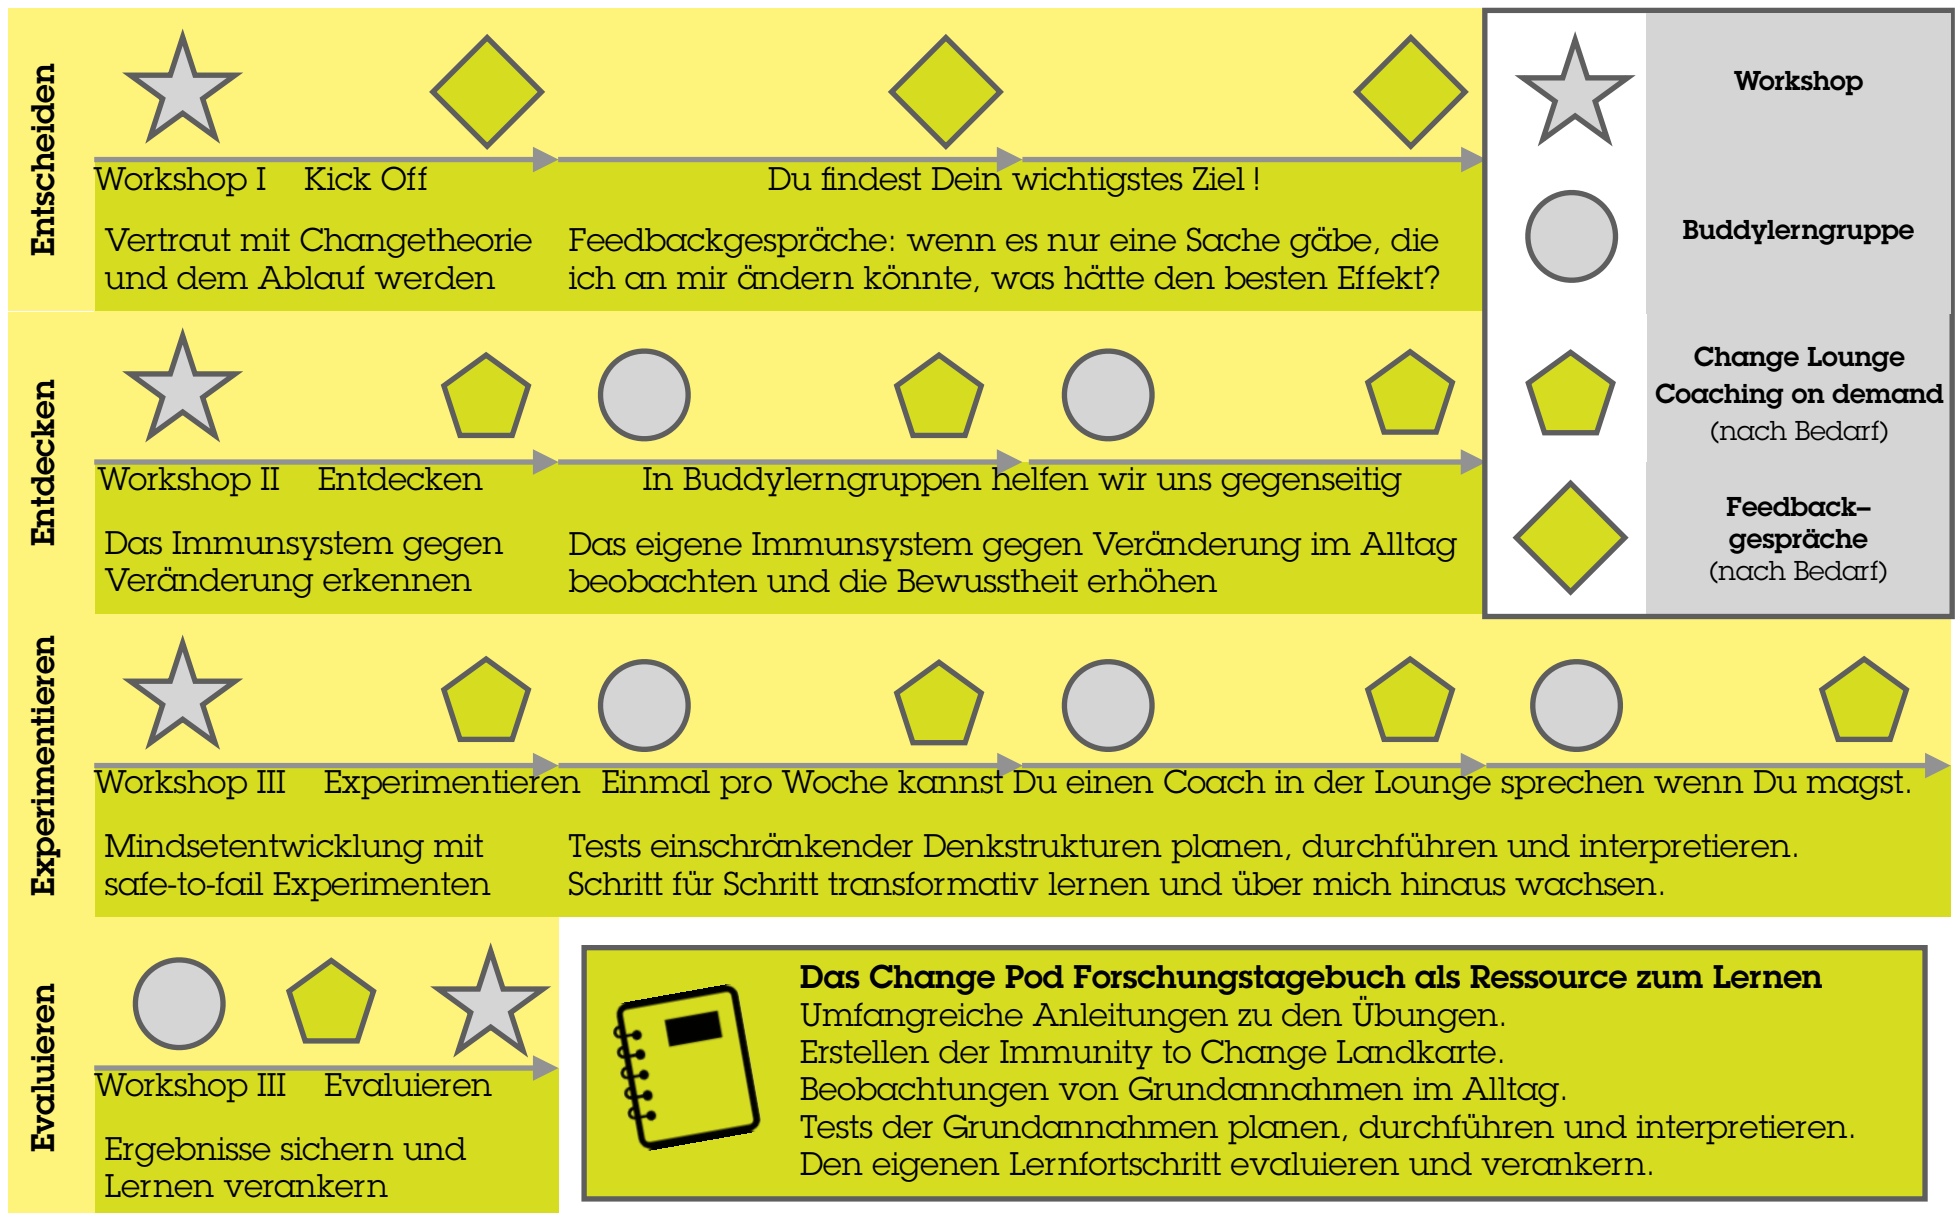 Entscheiden
Workshop I Kick Off
Du findest Dein wichtigstes Ziel !
Vertraut mit Changetheorie
und dem Ablauf werden
Feedbackgespräche: wenn es nur eine Sache gäbe, die
ich an mir ändern könnte, was hätte den besten Effekt?
Workshop
Buddylerngruppe
Change Lounge
Coaching on demand
(nach Bedarf)
Feedback–
gespräche
(nach Bedarf)
Entdecken
Workshop II Entdecken
In Buddylerngruppen helfen wir uns gegenseitig
Das Immunsystem gegen
Veränderung erkennen
Das eigene Immunsystem gegen Veränderung im Alltag
beobachten und die Bewusstheit erhöhen
Experimentieren
Workshop III Experimentieren
Einmal pro Woche kannst Du einen Coach in der Lounge sprechen wenn Du magst.
Mindsetentwicklung mit
safe-to-fail Experimenten
Tests einschränkender Denkstrukturen planen, durchführen und interpretieren.
Schritt für Schritt transformativ lernen und über mich hinaus wachsen.
Evaluieren
Workshop III Evaluieren
Ergebnisse sichern und
Lernen verankern
Das Change Pod Forschungstagebuch als Ressource zum Lernen
Umfangreiche Anleitungen zu den Übungen.
Erstellen der Immunity to Change Landkarte.
Beobachtungen von Grundannahmen im Alltag.
Tests der Grundannahmen planen, durchführen und interpretieren.
Den eigenen Lernfortschritt evaluieren und verankern.